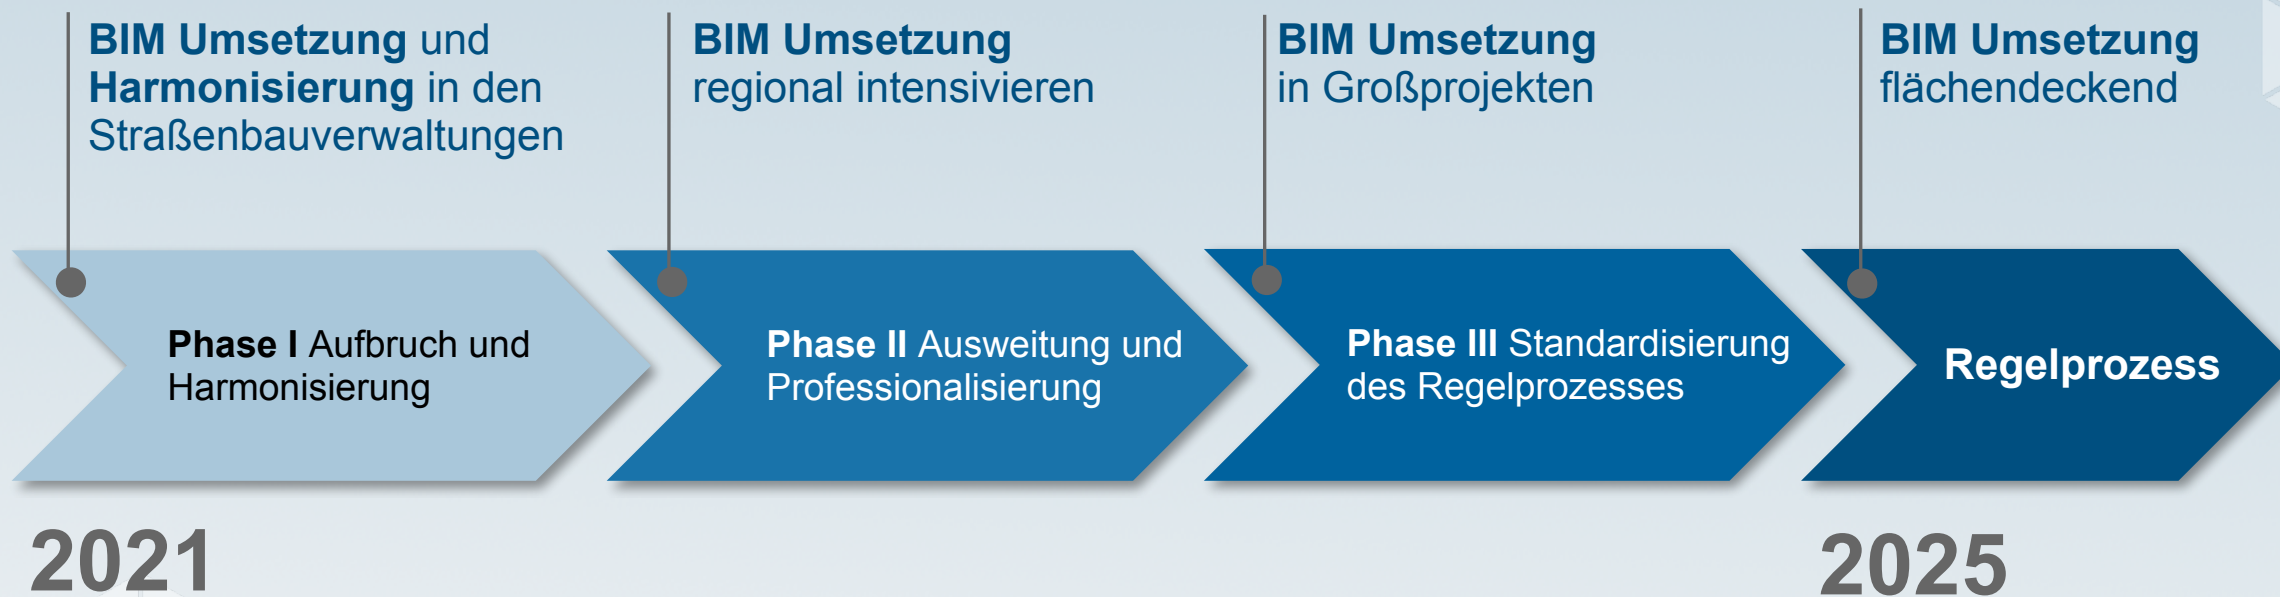 BIM Umsetzung und
Harmonisierung in den
Straßenbauverwaltungen
BIM Umsetzung
regional intensivieren
BIM Umsetzung
in Großprojekten
BIM Umsetzung
flächendeckend
Phase I Aufbruch und
Harmonisierung
Phase II Ausweitung und
Professionalisierung
Phase III Standardisierung
des Regelprozesses
Regelprozess
2021
2025